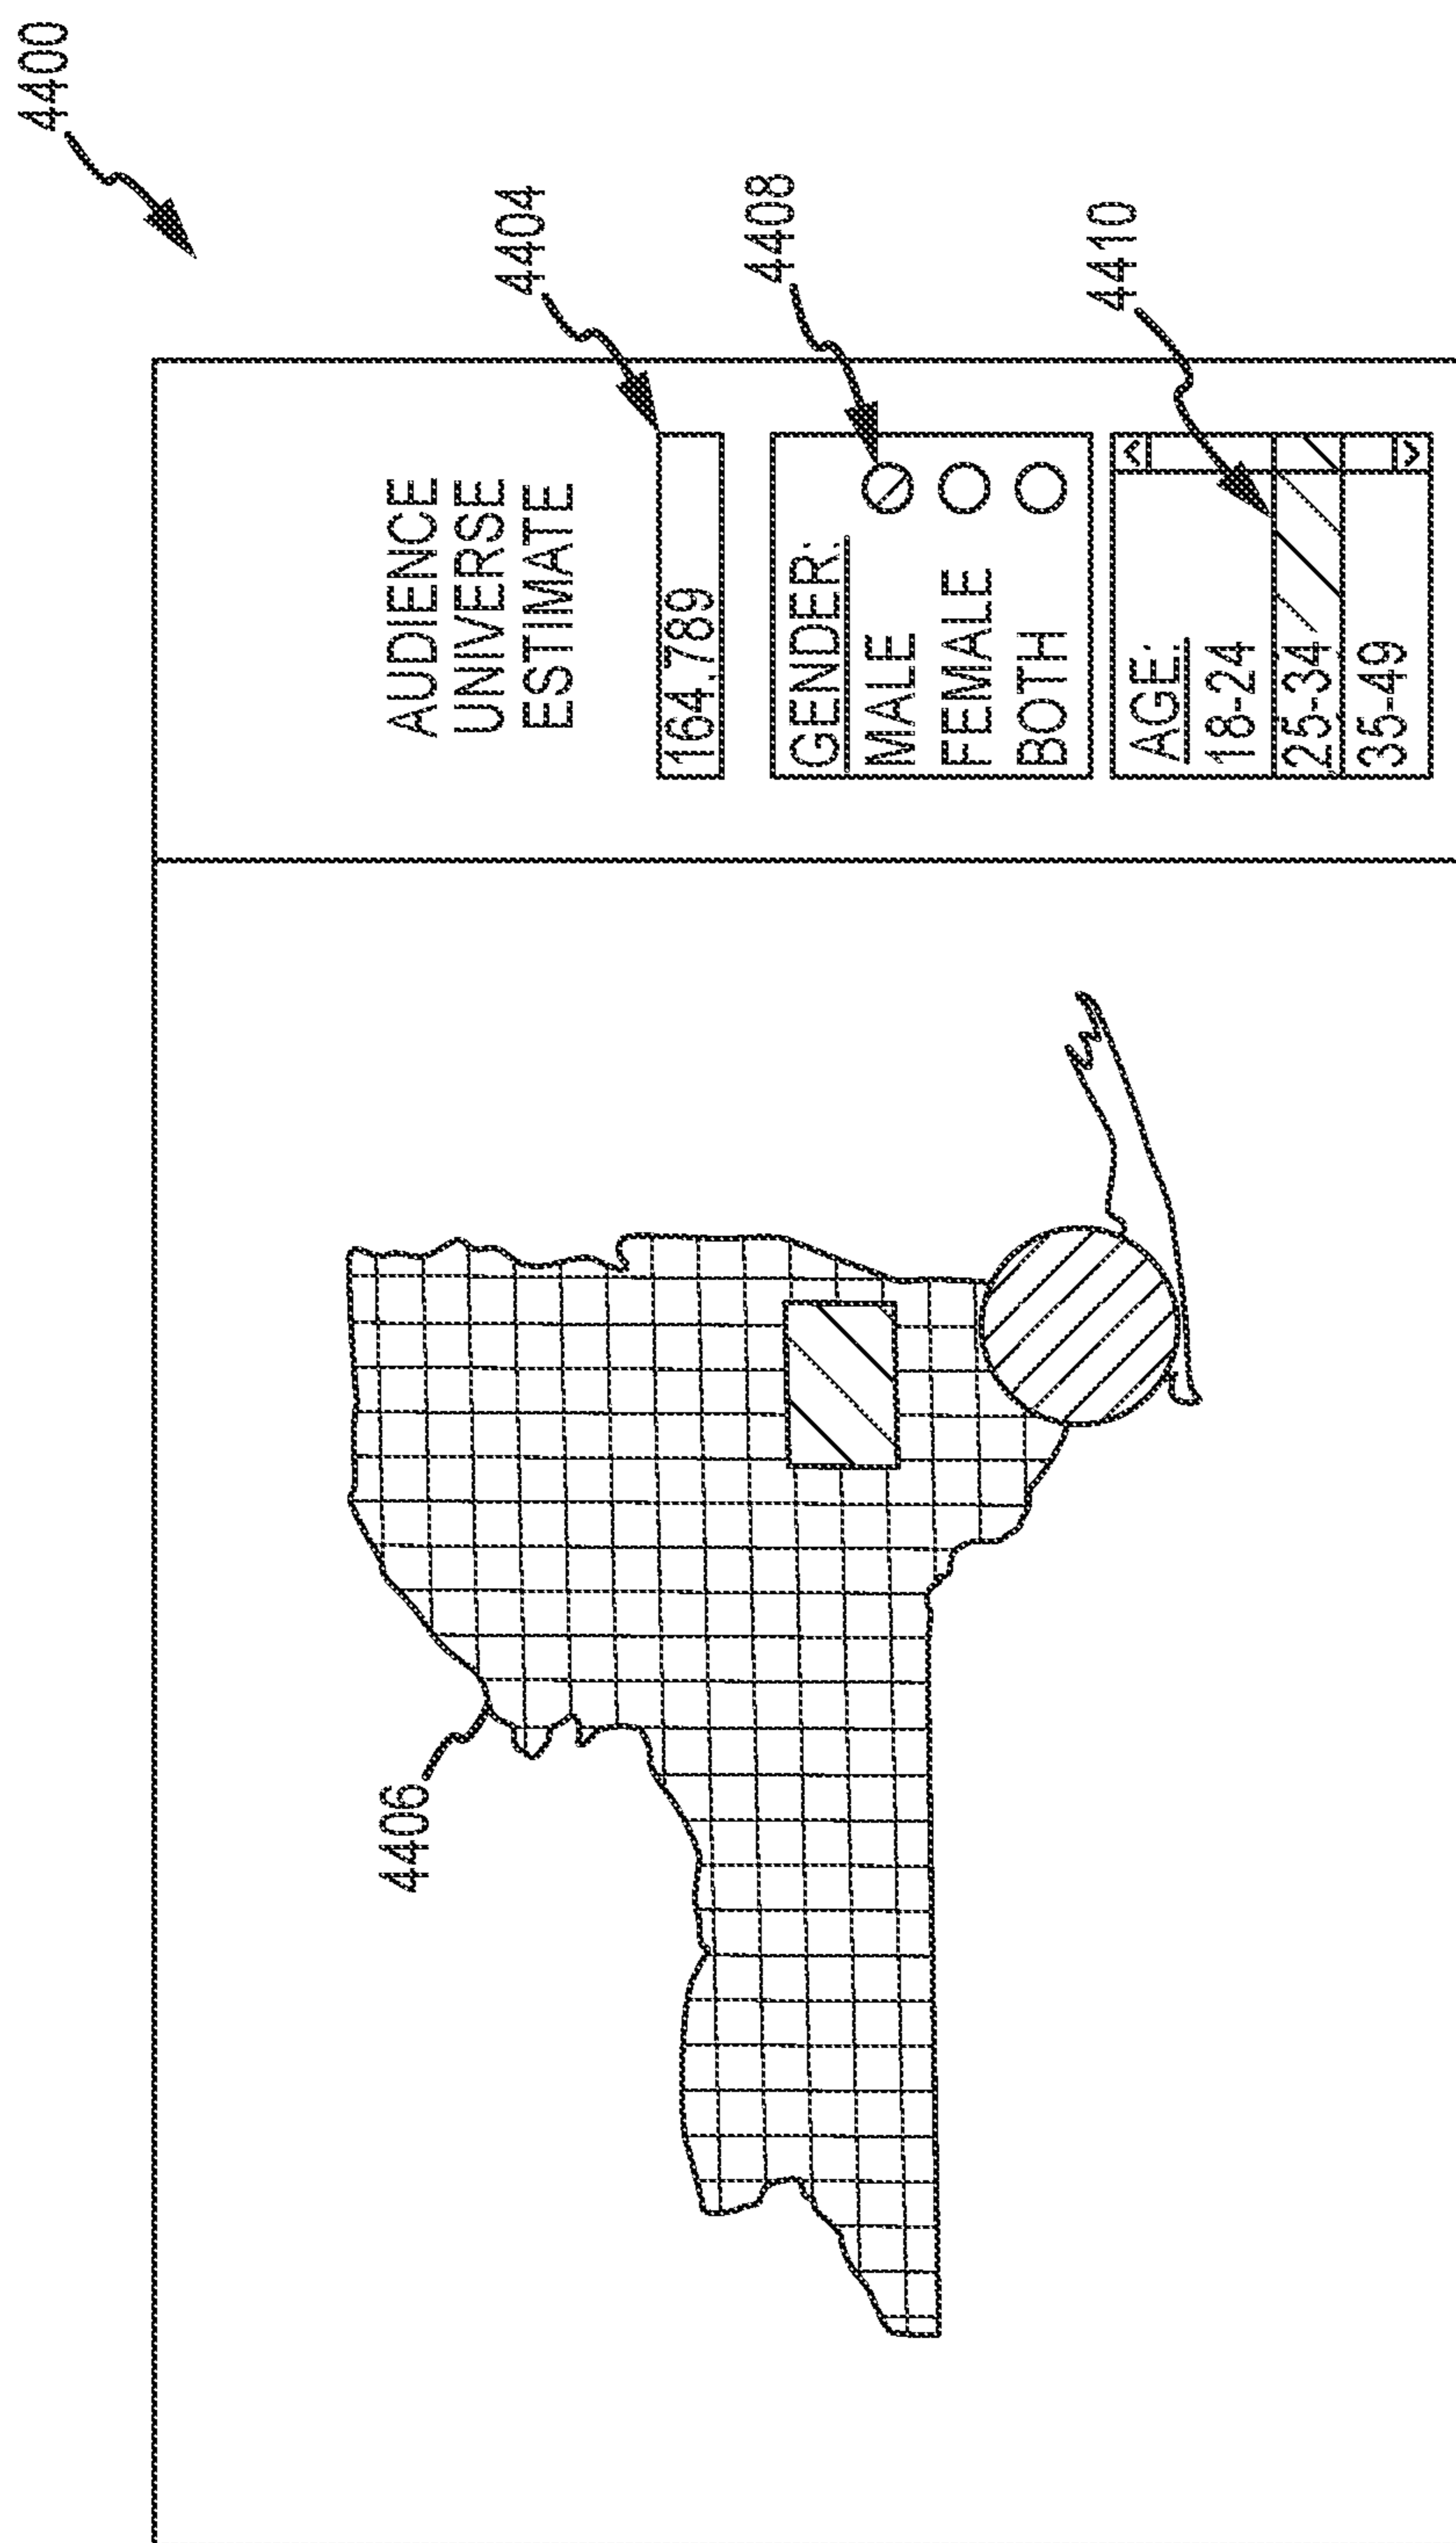 4400
AUDIENCE
UNIVERSE
ESTIMATE
4404
164,789
4408
GENDER:
MALE
FEMALE
BOTH
4410
AGE:
18-24
25-34
35-49
4406